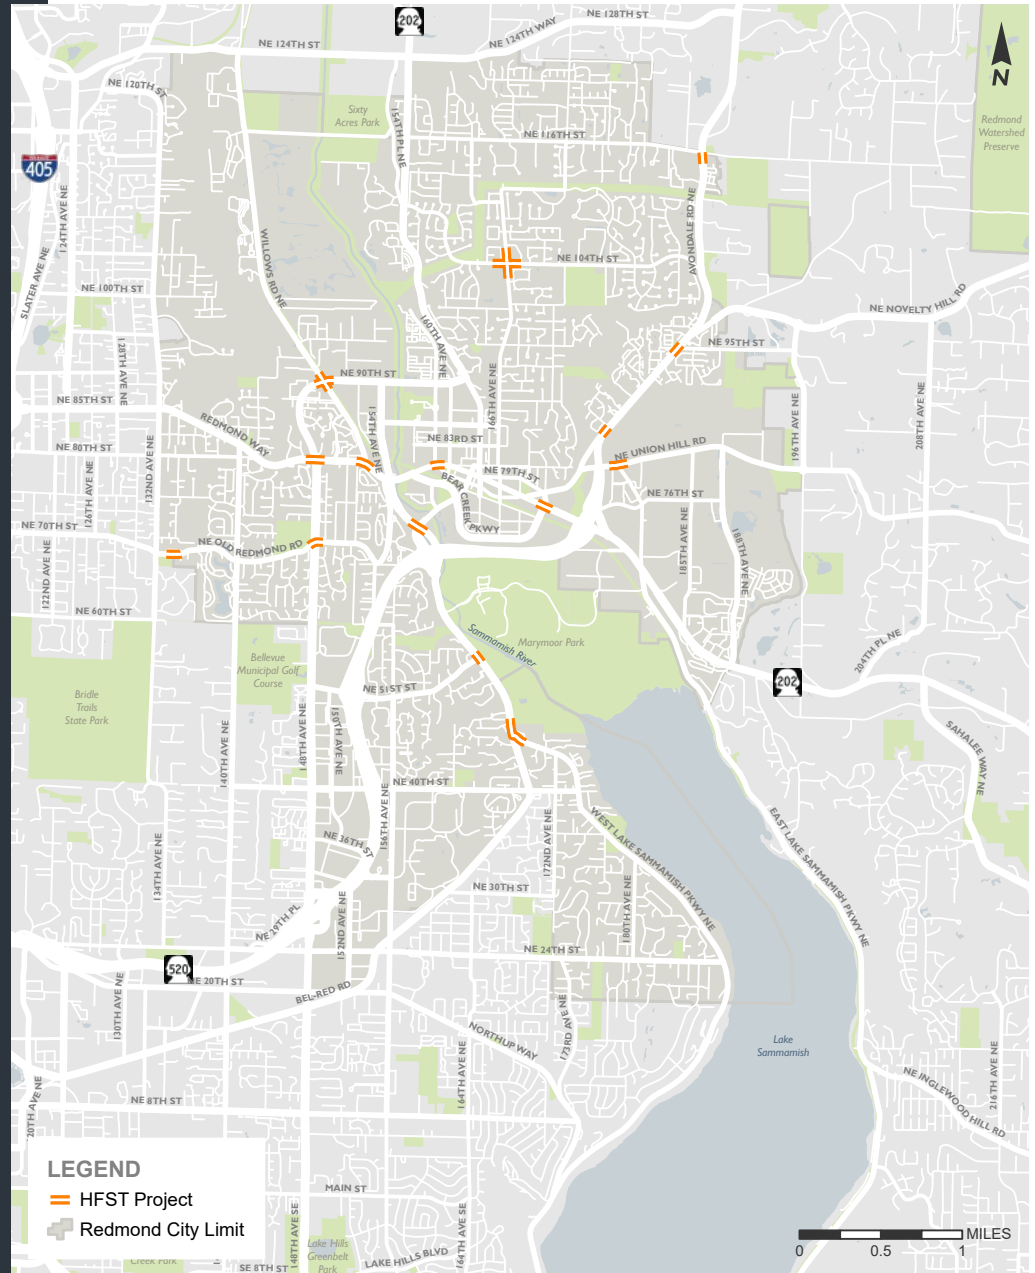 202
NE 128TH ST
NE 124TH WAY
NE 124TH ST
N
NE 120TH ST
Sixty
Acres Park
154TH PL NE
NE 116TH ST
Redmond
Watershed
Preserve
405
124TH AVE NE
AVONDALE RD NE
WILLOWS RD NE
SLATER AVE NE
NE 104TH ST
NE 100TH ST
NE NOVELTY HILL RD
160TH AVE NE
128TH AVE NE
NE 95TH ST
NE 90TH ST
166TH AVE NE
208TH AVE NE
NE 85TH ST
196TH AVE NE
154TH AVE NE
REDMOND WAY
NE 83RD ST
132ND AVE NE
NE 80TH ST
NE UNION HILL RD
NE 79TH ST
126TH AVE NE
BEAR CREEK PKWY
NE 76TH ST
185TH AVE NE
188TH AVE NE
NE 70TH ST
NE OLD REDMOND RD
122ND AVE NE
NE 60TH ST
Sammamish River
Marymoor Park
204TH PL NE
Bellevue
Municipal Golf
Course
202
Bridle
Trails
State Park
NE 51ST ST
148TH AVE NE
150TH AVE NE
140TH AVE NE
SAHALEE WAY NE
NE 40TH ST
156TH AVE NE
WEST LAKE SAMMAMISH PKWY NE
EAST LAKE SAMMAMISH PKWY NE
172ND AVE NE
NE 36TH ST
134TH AVE NE
NE 30TH ST
180TH AVE NE
NE 29TH PL
152ND AVE NE
NE 24TH ST
520
NE 20TH ST
BEL-RED RD
130TH AVE NE
173RD AVE NE
NORTHUP WAY
Lake
Sammamish
164TH AVE NE
216TH AVE NE
NE INGLEWOOD HILL RD
120TH AVE NE
NE 8TH ST
LEGEND
HFST Project
Redmond City Limit
MAIN ST
148TH AVE SE
164TH AVE SE
Lake Hills
Greenbelt
Park
LAKE HILLS BLVD
Creek Park
SE 8TH ST
MILES
0 0.5 1